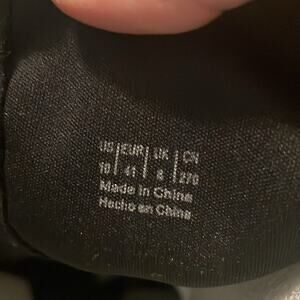 US | EUR | UK | CN
10 | 41 | 8 | 270
Made in China
Hecho en China